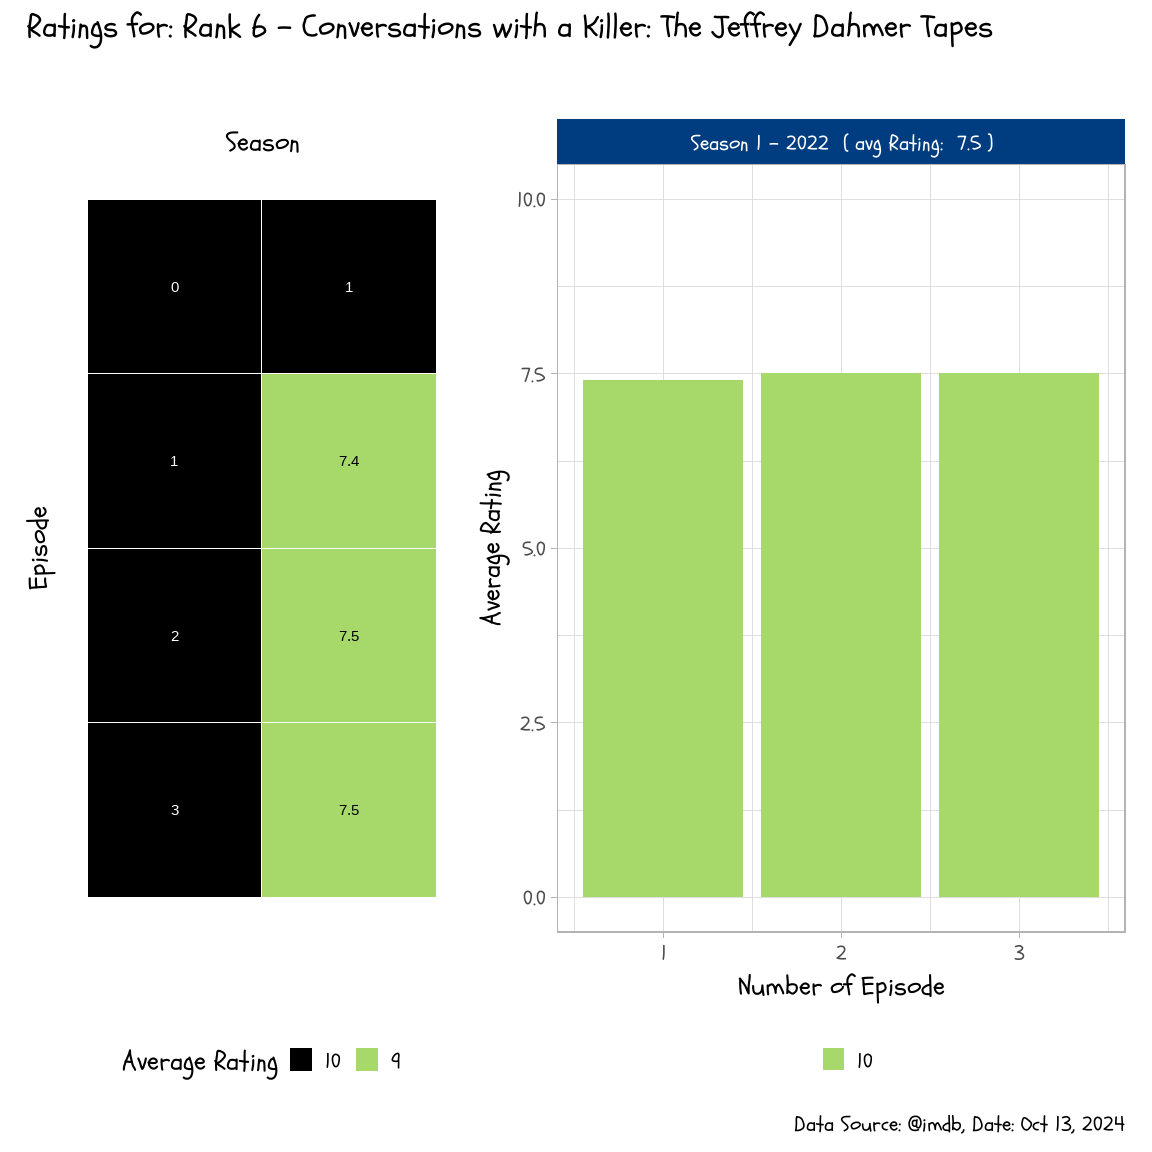 Ratings for: Rank 6 - Conversations with a Killer: The Jeffrey Dahmer Tapes
Season
0 1
1 7.4
2 7.5
3 7.5
Episode
Season 1 - 2022 ( avg Rating: 7.5 )
10.0
7.5
5.0
2.5
0.0
Average Rating
1 2 3
Number of Episode
Average Rating 10 9
10
Data Source: @imdb, Date: Oct 13, 2024